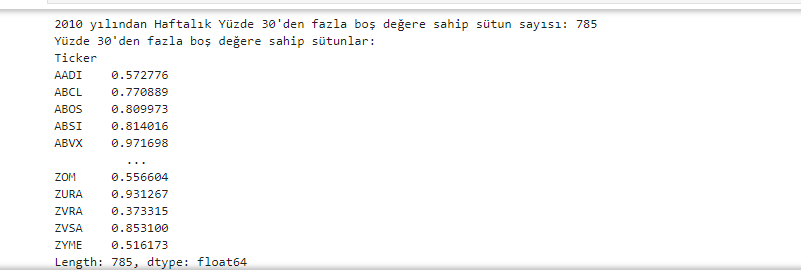 2010 yılından Haftalık Yüzde 30'den fazla boş değere sahip sütun sayısı: 785
Yüzde 30'den fazla boş değere sahip sütunlar:
Ticker
AADI    0.572776
ABCL    0.770889
ABOS    0.809973
ABSI    0.814016
ABVX    0.971698
          ...
ZOM     0.556604
ZURA    0.931267
ZVRA    0.373315
ZVSA    0.853100
ZYME    0.516173
Length: 785, dtype: float64